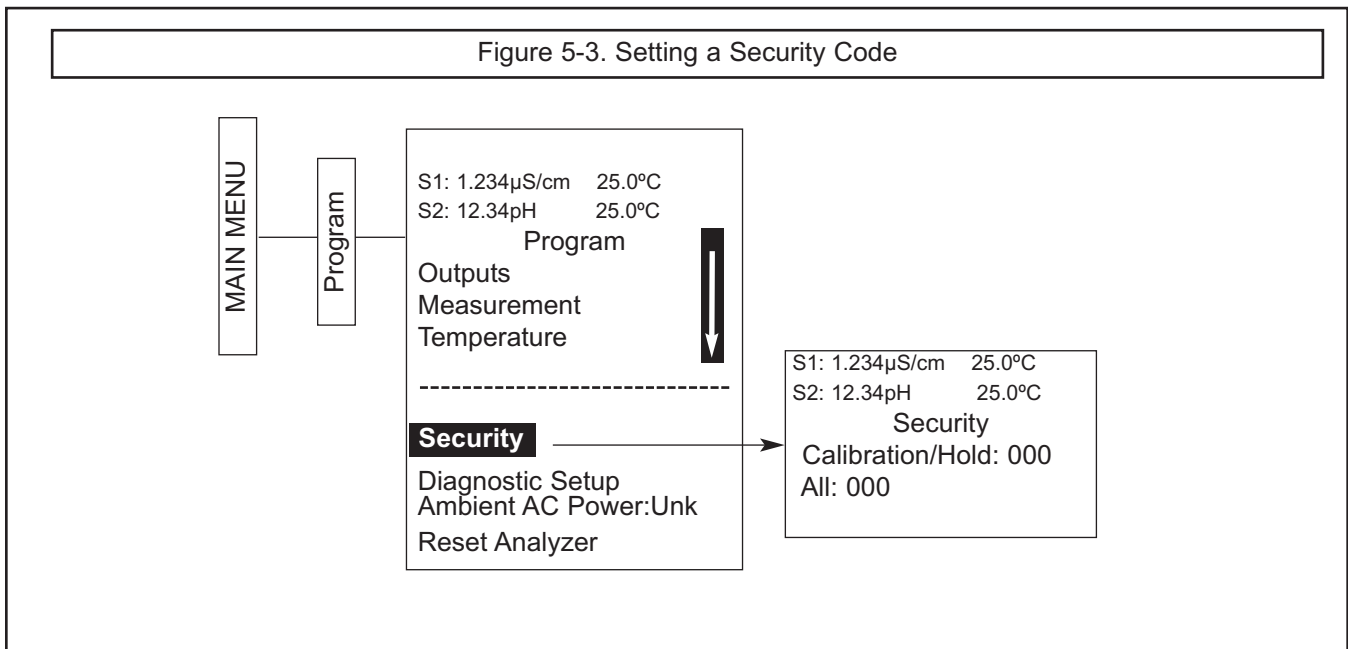 Figure 5-3. Setting a Security Code
MAIN MENU
Program
S1: 1.234µS/cm 25.0ºC
S2: 12.34pH 25.0ºC
Program
Outputs
Measurement
Temperature
Security
Diagnostic Setup
Ambient AC Power:Unk
Reset Analyzer
S1: 1.234µS/cm 25.0ºC
S2: 12.34pH 25.0ºC
Security
Calibration/Hold: 000
All: 000